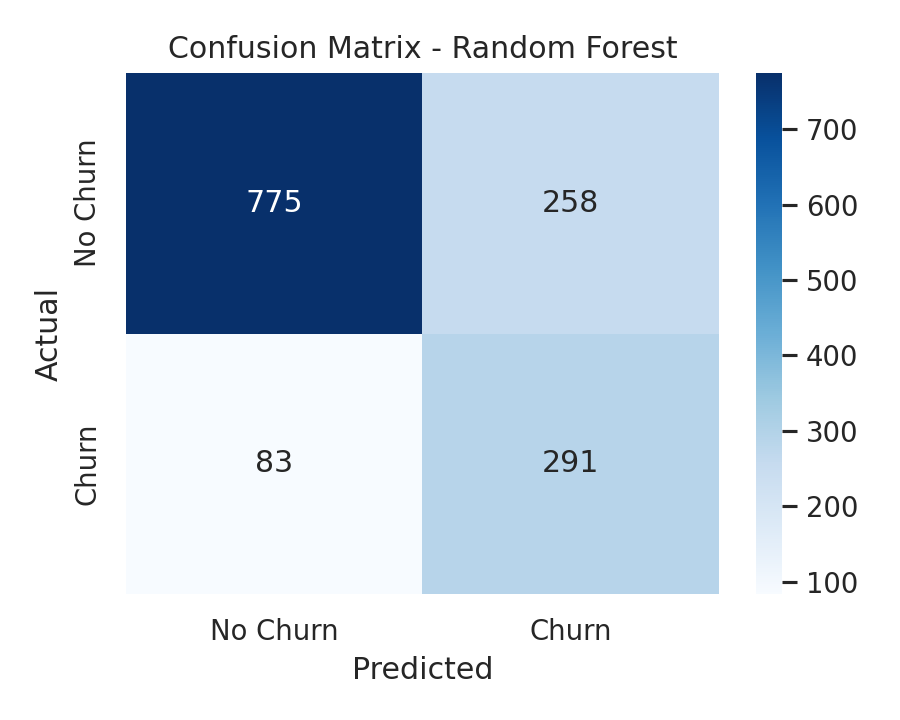 Confusion Matrix - Random Forest
No Churn
Churn
Actual
775
258
83
291
No Churn
Churn
Predicted
700
600
500
400
300
200
100